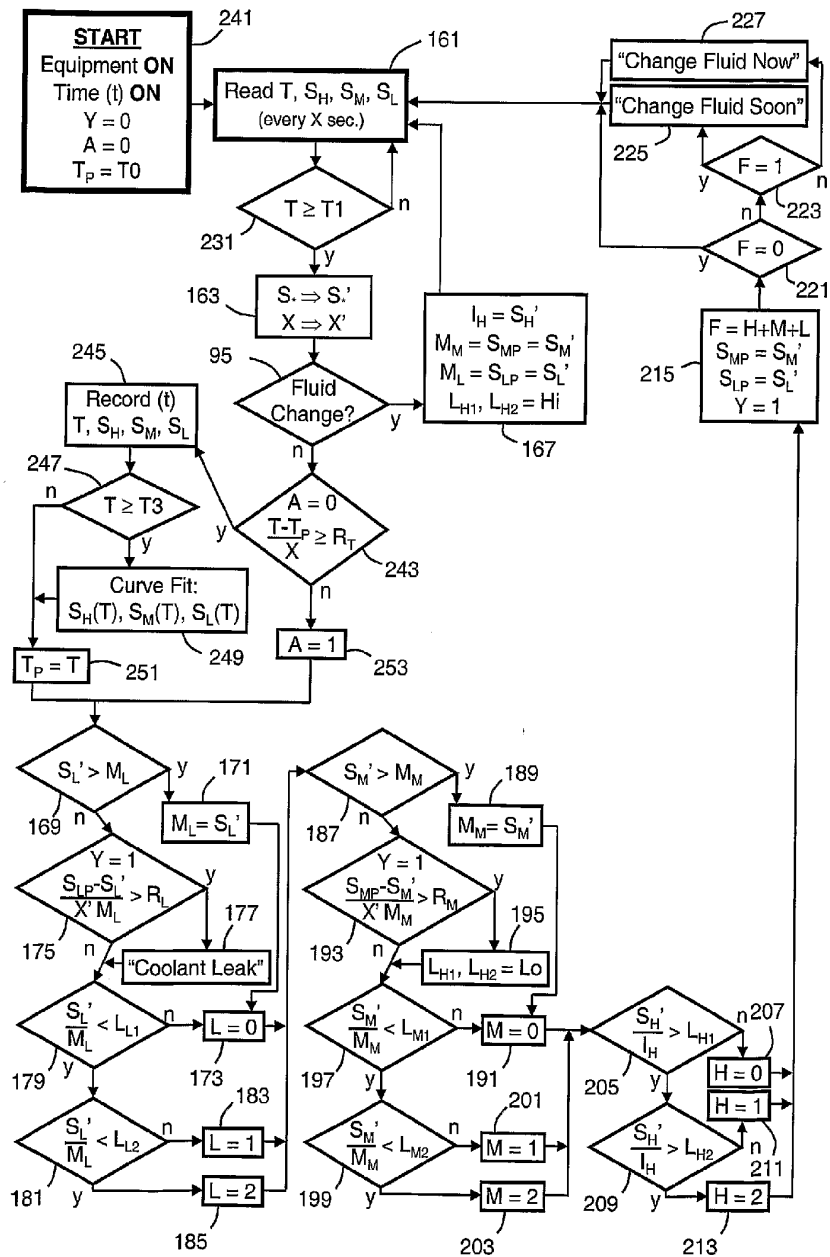 241
START
Equipment ON
Time (t) ON
Y = 0
A = 0
T_P = T0
161
Read T, S_H, S_M, S_L
(every X sec.)
227
"Change Fluid Now"
"Change Fluid Soon"
225
F = 1
y
n
223
n
F = 0
y
221
T ≥ T1
n
231
y
163
S_* ⇒ S_*'
X ⇒ X'
I_H = S_H'
M_M = S_MP = S_M'
M_L = S_LP = S_L'
L_H1, L_H2 = Hi
167
F = H+M+L
S_MP = S_M'
S_LP = S_L'
Y = 1
215
95
Fluid
Change?
y
n
245
Record (t)
T, S_H, S_M, S_L
247
n
T ≥ T3
y
A = 0
T-T_P
X
≥ R_T
y
243
n
Curve Fit:
S_H(T), S_M(T), S_L(T)
249
A = 1
253
T_P = T
251
S_L' > M_L
y
171
169
n
M_L = S_L'
Y = 1
S_LP-S_L'
X' M_L
> R_L
y
175
n
177
"Coolant Leak"
S_L'
M_L
< L_L1
n
L = 0
179
y
173
S_L'
M_L
< L_L2
n
183
L = 1
181
y
L = 2
185
S_M' > M_M
y
189
187
n
M_M = S_M'
Y = 1
S_MP-S_M'
X' M_M
> R_M
y
193
n
195
L_H1, L_H2 = Lo
S_M'
M_M
< L_M1
n
M = 0
197
y
191
S_M'
M_M
< L_M2
n
201
M = 1
199
y
M = 2
203
S_H'
I_H
> L_H1
n
207
205
y
H = 0
H = 1
S_H'
I_H
> L_H2
n
211
209
y
H = 2
213